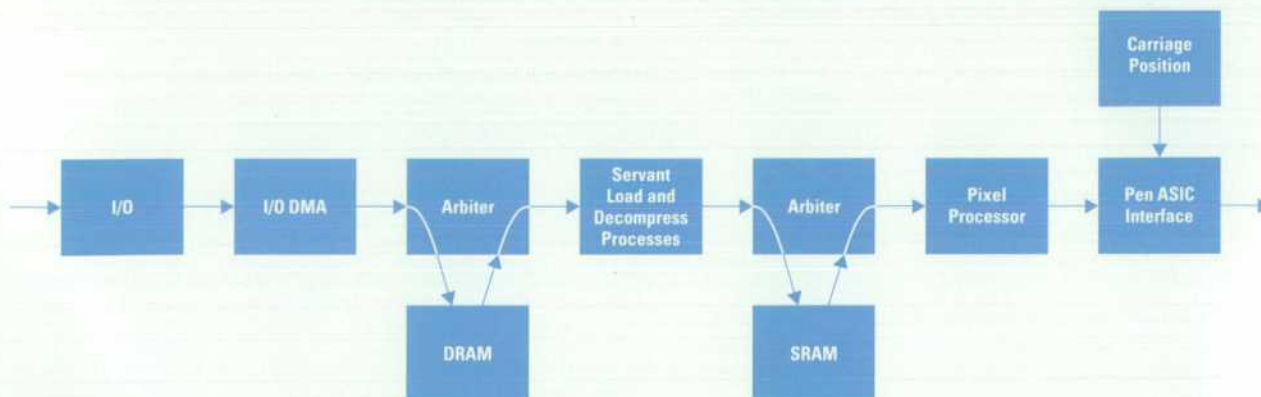 Carriage
Position
I/O
I/O DMA
Arbiter
Servant
Load and
Decompress
Processes
Arbiter
Pixel
Processor
Pen ASIC
Interface
DRAM
SRAM